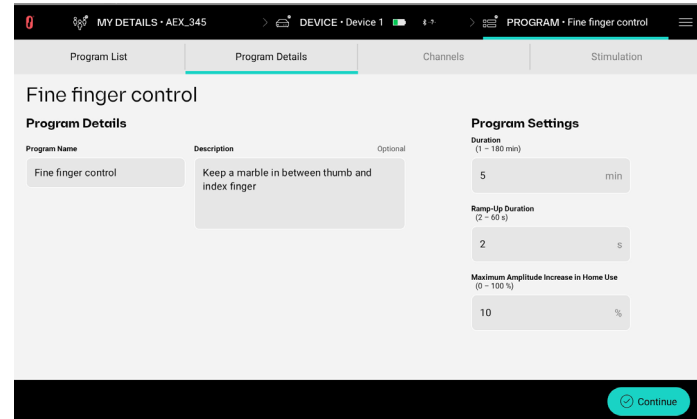 MY DETAILS • AEX_345 > DEVICE • Device 1 > PROGRAM • Fine finger control
Program List Program Details Channels Stimulation
Fine finger control
Program Details
Program Name
Fine finger control
Description Optional
Keep a marble in between thumb and
index finger
Program Settings
Duration
(1 – 180 min)
5 min
Ramp-Up Duration
(2 – 60 s)
2 s
Maximum Amplitude Increase in Home Use
(0 – 100 %)
10 %
Continue